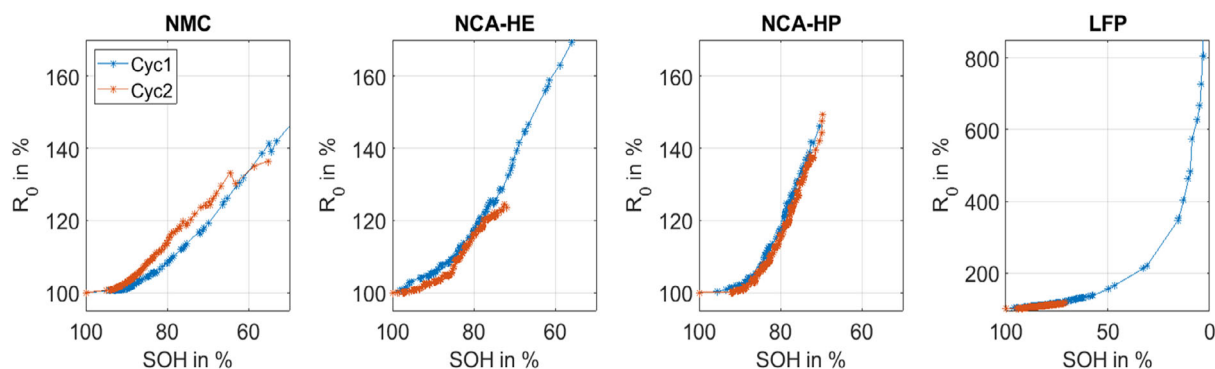 NMC
R0 in %
160
140
120
100
Cyc1
Cyc2
100 80 60
SOH in %
NCA-HE
R0 in %
160
140
120
100
100 80 60
SOH in %
NCA-HP
R0 in %
160
140
120
100
100 80 60
SOH in %
LFP
R0 in %
800
600
400
200
100 50 0
SOH in %